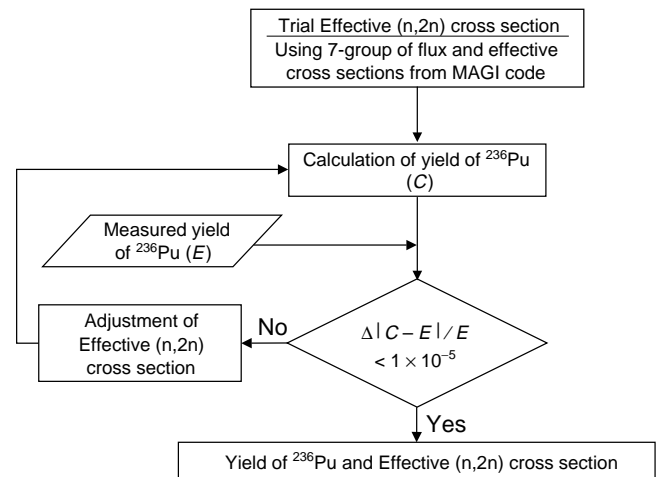 Trial Effective (n,2n) cross section
Using 7-group of flux and effective
cross sections from MAGI code
Calculation of yield of ²³⁶Pu
(C)
Measured yield
of ²³⁶Pu (E)
Δ| C – E | / E
< 1 × 10⁻⁵
No
Adjustment of
Effective (n,2n)
cross section
Yes
Yield of ²³⁶Pu and Effective (n,2n) cross section